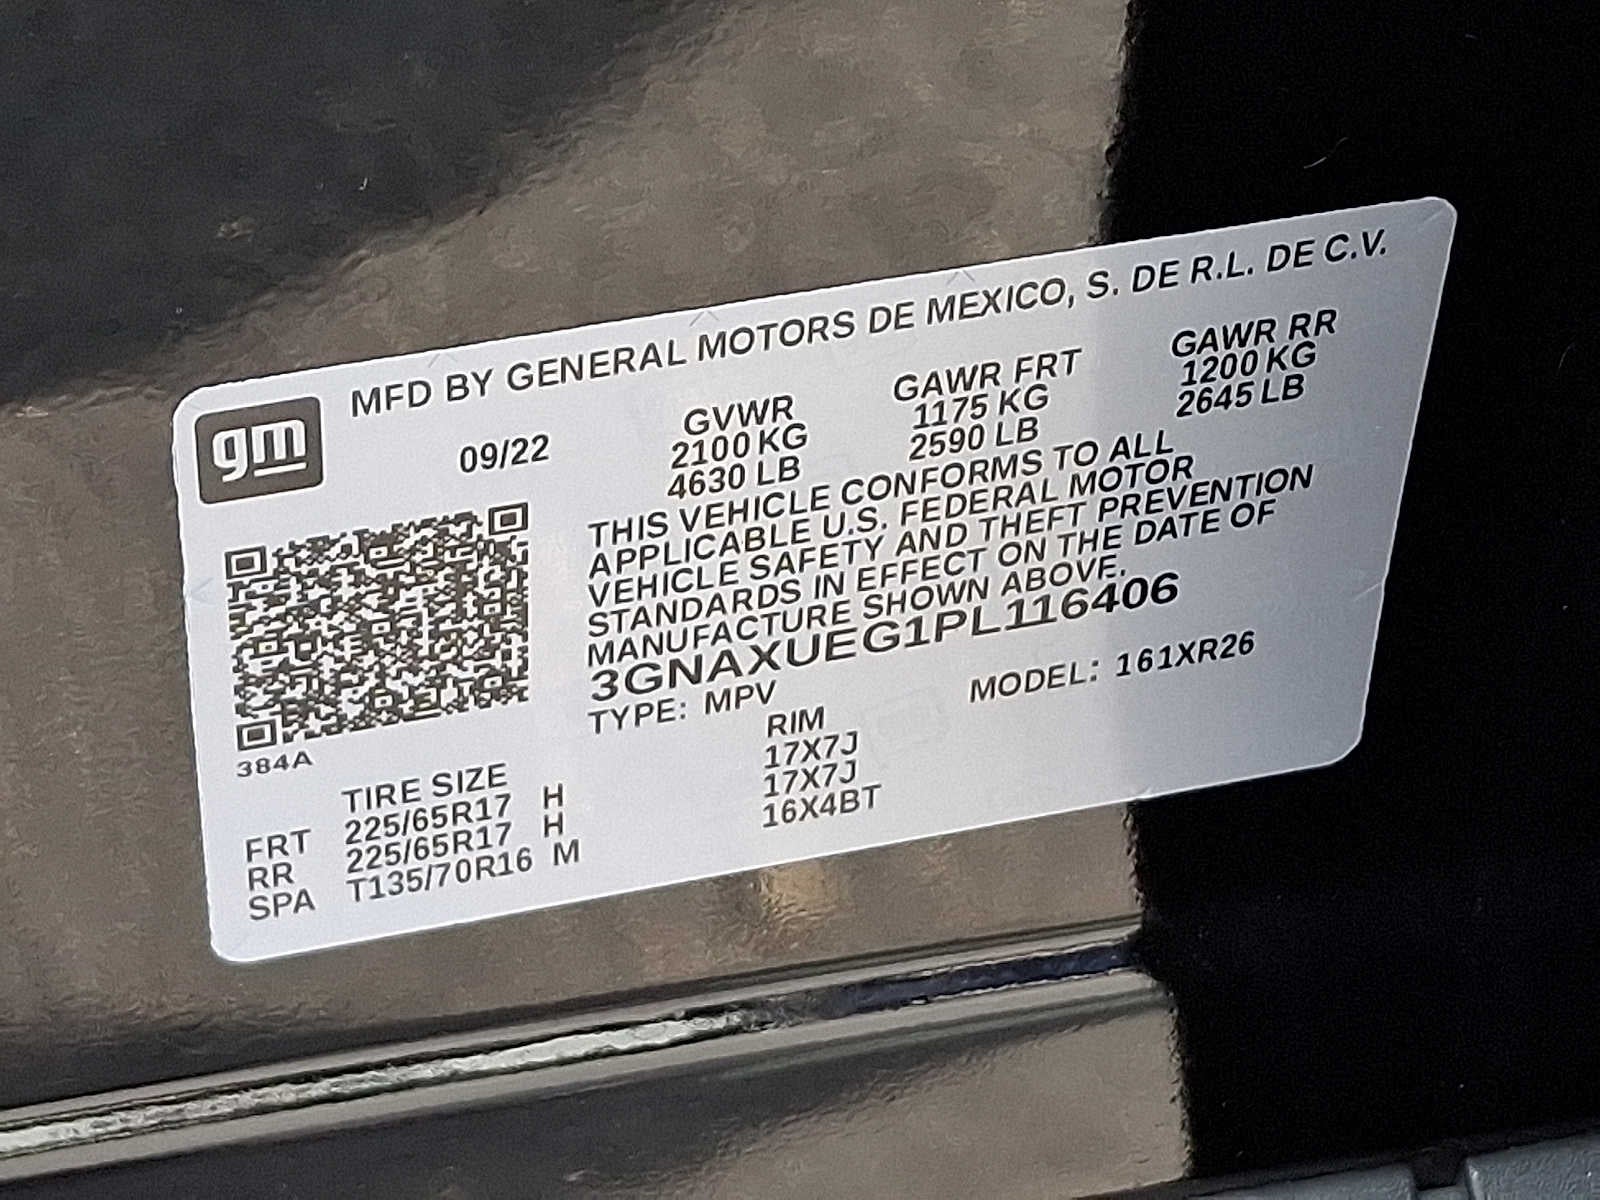 MFD BY GENERAL MOTORS DE MEXICO, S. DE R.L. DE C.V.
gm
09/22
GVWR GAWR FRT GAWR RR
2100 KG 1175 KG 1200 KG
4630 LB 2590 LB 2645 LB
THIS VEHICLE CONFORMS TO ALL
APPLICABLE U.S. FEDERAL MOTOR
VEHICLE SAFETY AND THEFT PREVENTION
STANDARDS IN EFFECT ON THE DATE OF
MANUFACTURE SHOWN ABOVE.
3GNAXUEG1PL116406
TYPE: MPV MODEL: 161XR26
384A
TIRE SIZE RIM
FRT 225/65R17 H 17X7J
RR 225/65R17 H 17X7J
SPA T135/70R16 M 16X4BT